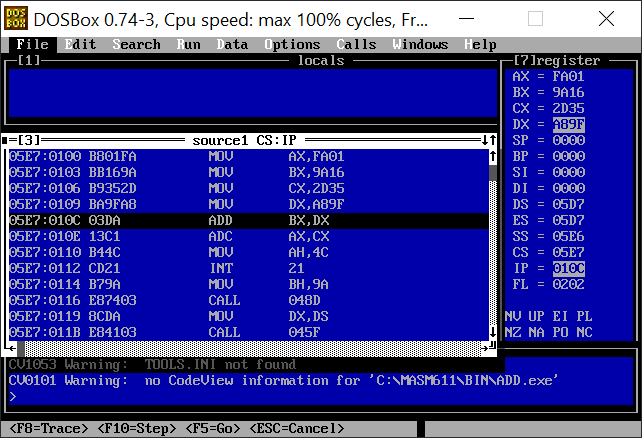 DOS BOX DOSBox 0.74-3, Cpu speed: max 100% cycles, Fr...
File Edit Search Run Data Options Calls Windows Help
[1] locals
[7]register
AX = FA01
BX = 9A16
CX = 2D35
DX = A89F
SP = 0000
BP = 0000
SI = 0000
DI = 0000
DS = 05D7
ES = 05D7
SS = 05E6
CS = 05E7
IP = 010C
FL = 0202
NV UP EI PL
NZ NA PO NC
[3] source1 CS:IP
05E7:0100 B801FA MOV AX,FA01
05E7:0103 BB169A MOV BX,9A16
05E7:0106 B9352D MOV CX,2D35
05E7:0109 BA9FA8 MOV DX,A89F
05E7:010C 03DA ADD BX,DX
05E7:010E 13C1 ADC AX,CX
05E7:0110 B44C MOV AH,4C
05E7:0112 CD21 INT 21
05E7:0114 B79A MOV BH,9A
05E7:0116 E87403 CALL 048D
05E7:0119 8CDA MOV DX,DS
05E7:011B E84103 CALL 045F
CV1053 Warning: TOOLS.INI not found
CV0101 Warning: no CodeView information for 'C:\MASM611\BIN\ADD.exe'
>
<F8=Trace> <F10=Step> <F5=Go> <ESC=Cancel>